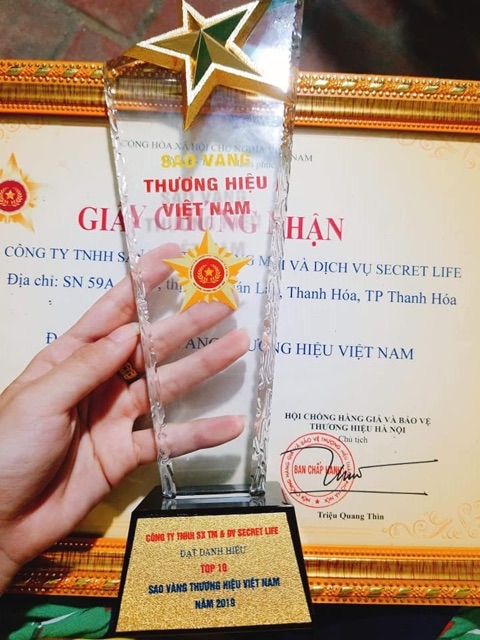 CỘNG HÒA XÃ HỘI CHỦ NGHĨA NAM
SAO VÀNG
THƯƠNG HIỆU
VIỆT NAM
GIẤY CHỨNG NHẬN
CÔNG TY TNHH VÀ DỊCH VỤ SECRET LIFE
Địa chỉ: SN 59A Thanh Hóa, TP Thanh Hóa
THƯƠNG HIỆU VIỆT NAM
HỘI CHỐNG HÀNG GIẢ VÀ BẢO VỆ
THƯƠNG HIỆU HÀ NỘI
Chủ tịch
BAN CHẤP HÀNH
Triệu Quang Thìn
CÔNG TY TNHH SX TM & DV SECRET LIFE
ĐẠT DANH HIỆU
TOP 10
SAO VÀNG THƯƠNG HIỆU VIỆT NAM
NĂM 2019